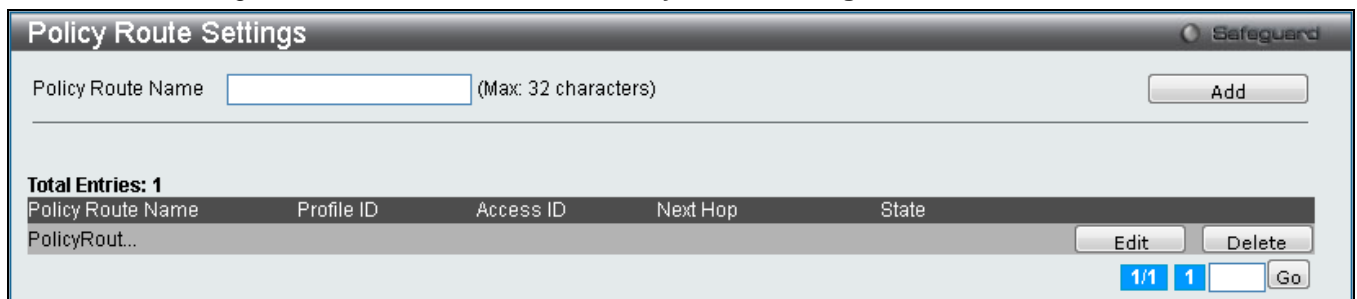 Policy Route Settings
Safeguard
Policy Route Name (Max: 32 characters) Add
Total Entries: 1
Policy Route Name Profile ID Access ID Next Hop State
PolicyRout... Edit Delete
1/1 1 Go